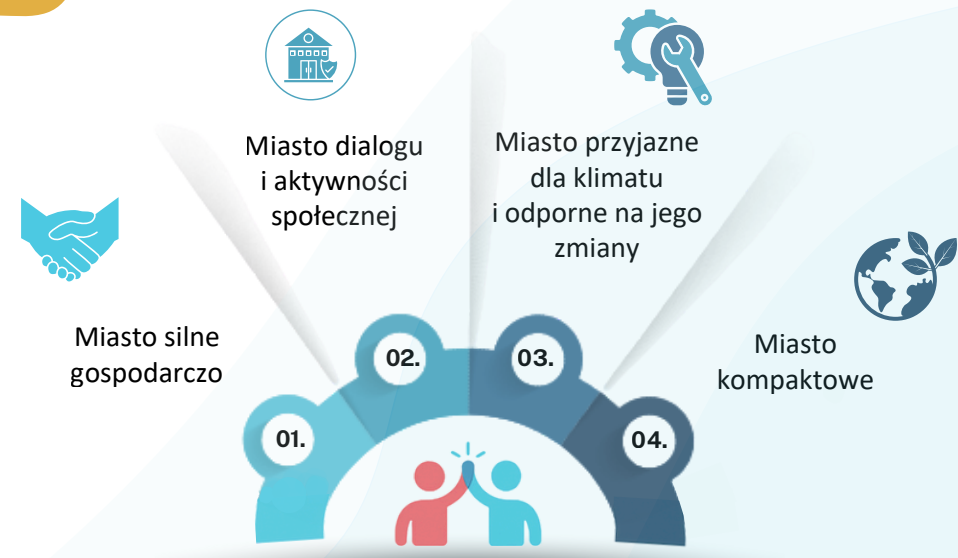 01.
Miasto silne
gospodarczo
02.
Miasto dialogu
i aktywności
społecznej
03.
Miasto przyjazne
dla klimatu
i odporne na jego
zmiany
04.
Miasto
kompaktowe